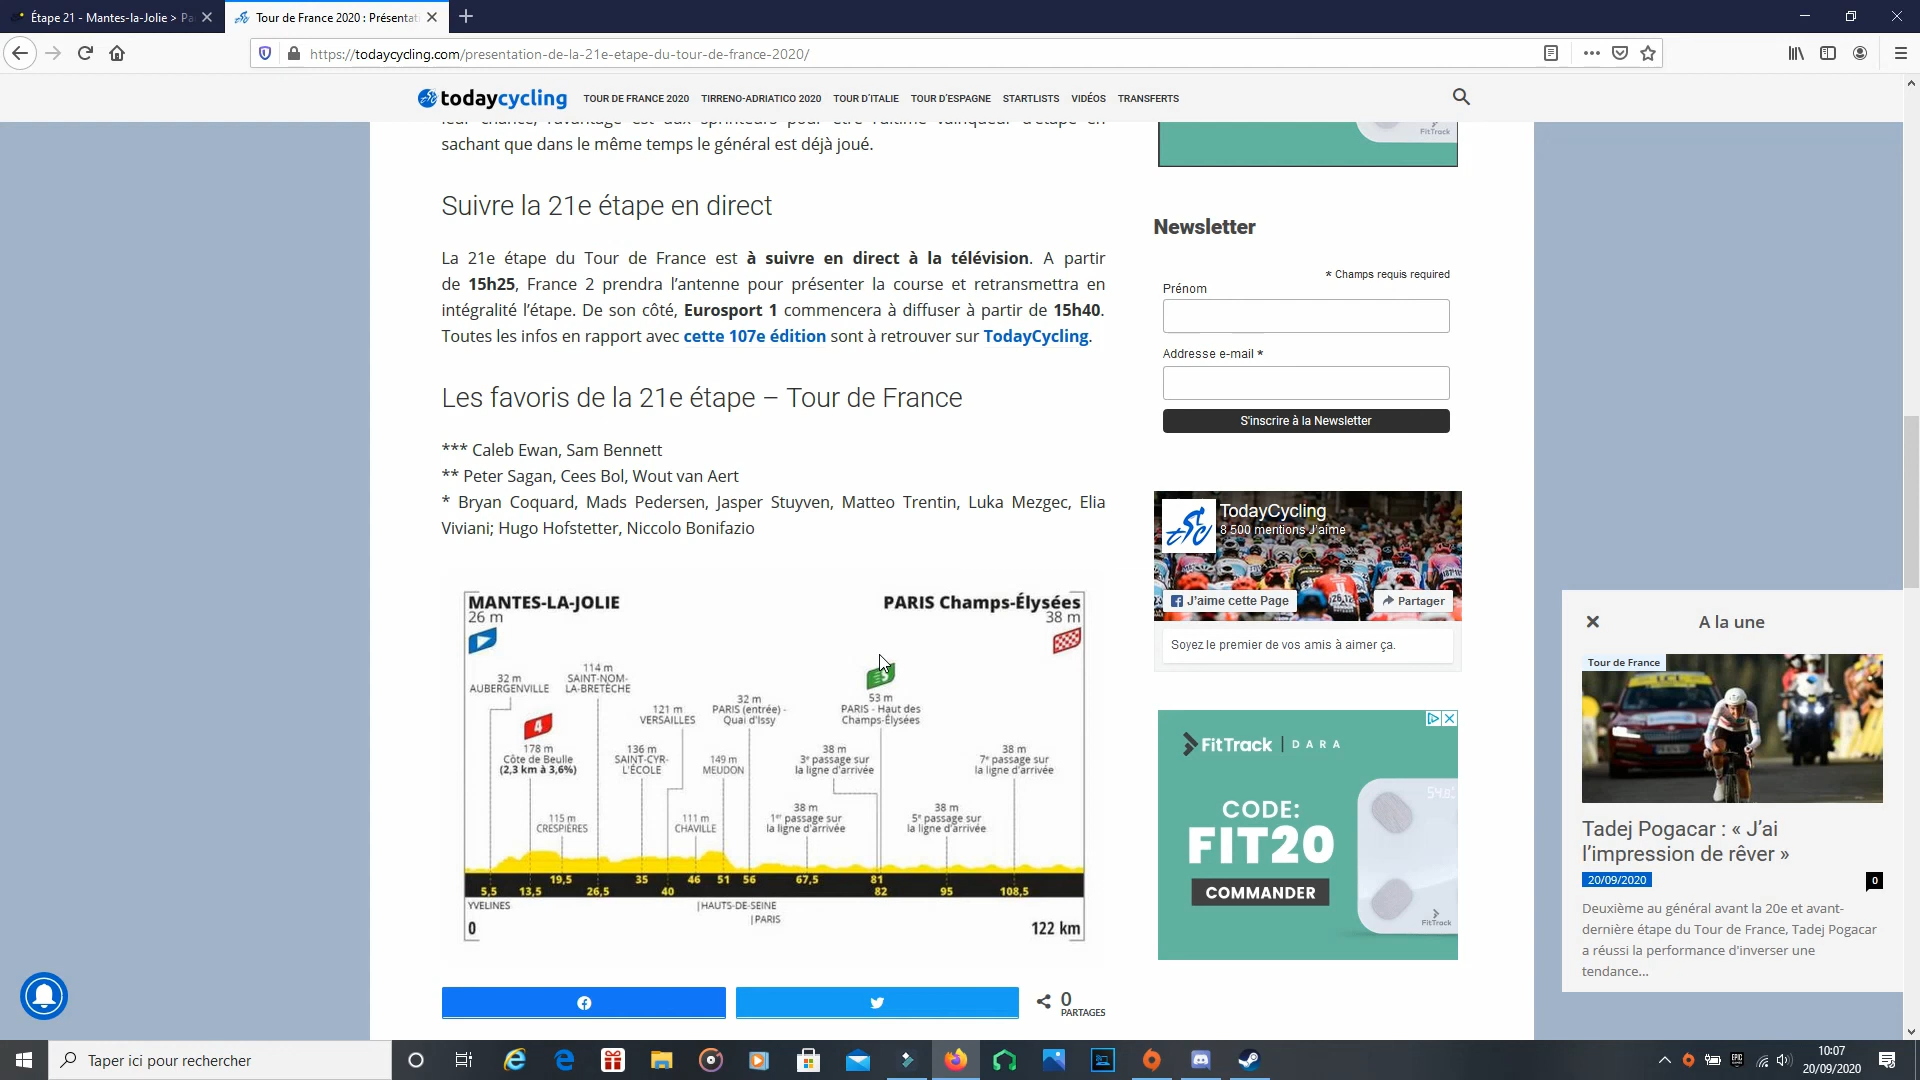 Étape 21 - Mantes-la-Jolie > Pa
Tour de France 2020 : Présentat
https://todaycycling.com/presentation-de-la-21e-etape-du-tour-de-france-2020/
todaycycling
TOUR DE FRANCE 2020 TIRRENO-ADRIATICO 2020 TOUR D'ITALIE TOUR D'ESPAGNE STARTLISTS VIDÉOS TRANSFERTS
leur chance, l'avantage est aux sprinteurs pour être l'ultime vainqueur d'étape en
sachant que dans le même temps le général est déjà joué.
Suivre la 21e étape en direct
La 21e étape du Tour de France est à suivre en direct à la télévision. A partir
de 15h25, France 2 prendra l'antenne pour présenter la course et retransmettra en
intégralité l'étape. De son côté, Eurosport 1 commencera à diffuser à partir de 15h40.
Toutes les infos en rapport avec cette 107e édition sont à retrouver sur TodayCycling.
Les favoris de la 21e étape – Tour de France
*** Caleb Ewan, Sam Bennett
** Peter Sagan, Cees Bol, Wout van Aert
* Bryan Coquard, Mads Pedersen, Jasper Stuyven, Matteo Trentin, Luka Mezgec, Elia
Viviani; Hugo Hofstetter, Niccolo Bonifazio
MANTES-LA-JOLIE
26 m
PARIS Champs-Élysées
38 m
32 m
AUBERGENVILLE
114 m
SAINT-NOM-
LA-BRETÈCHE
4
178 m
Côte de Beulle
(2,3 km à 3,6%)
121 m
VERSAILLES
32 m
PARIS (entrée) -
Quai d'Issy
S
53 m
PARIS - Haut des
Champs-Élysées
136 m
SAINT-CYR-
L'ÉCOLE
149 m
MEUDON
38 m
3e passage sur
la ligne d'arrivée
38 m
7e passage sur
la ligne d'arrivée
115 m
CRESPIÈRES
111 m
CHAVILLE
38 m
1er passage sur
la ligne d'arrivée
38 m
5e passage sur
la ligne d'arrivée
19,5 35 46 51 56 67,5 81
5,5 13,5 26,5 40 82 95 108,5
YVELINES
|HAUTS-DE-SEINE
|PARIS
0
122 km
0
PARTAGES
FitTrack
Newsletter
* Champs requis required
Prénom
Addresse e-mail *
S'inscrire à la Newsletter
TodayCycling
8 500 mentions J'aime
J'aime cette Page
Partager
Soyez le premier de vos amis à aimer ça.
FitTrack | DARA
CODE:
FIT20
COMMANDER
FitTrack
A la une
Tour de France
Tadej Pogacar : « J'ai
l'impression de rêver »
20/09/2020
0
Deuxième au général avant la 20e et avant-
dernière étape du Tour de France, Tadej Pogacar
a réussi la performance d'inverser une
tendance...
Taper ici pour rechercher
10:07
20/09/2020